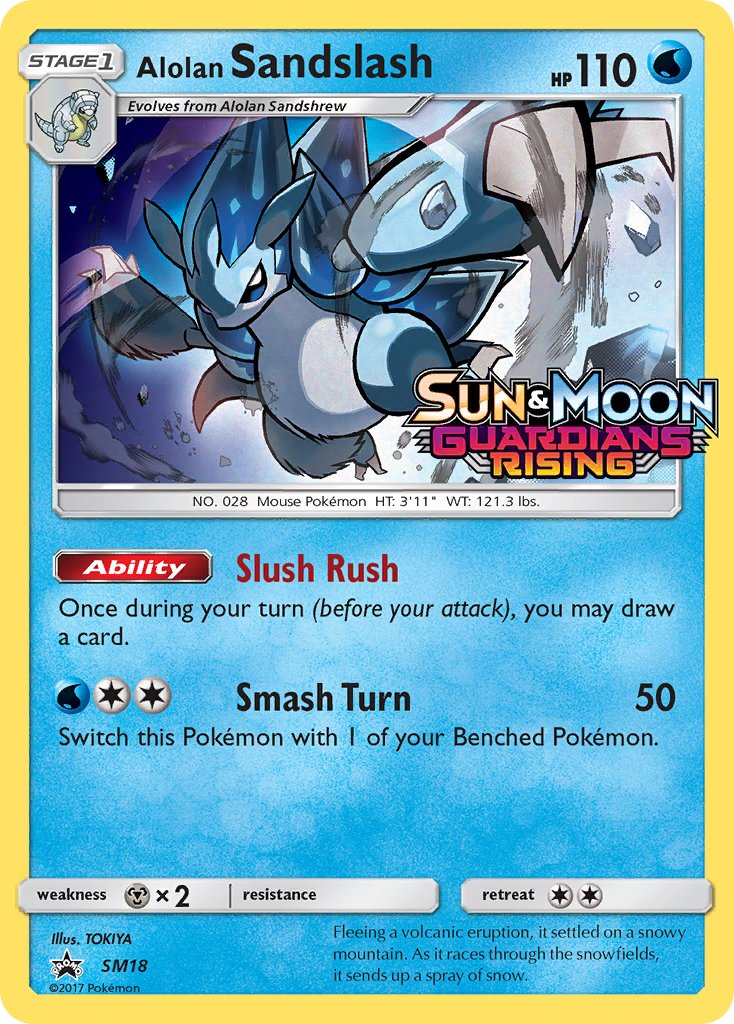 STAGE1
Alolan Sandslash
HP 110
Evolves from Alolan Sandshrew
SUN & MOON
GUARDIANS
RISING
NO. 028 Mouse Pokémon HT: 3'11" WT: 121.3 lbs.
Ability Slush Rush
Once during your turn (before your attack), you may draw
a card.
Smash Turn 50
Switch this Pokémon with 1 of your Benched Pokémon.
weakness × 2 resistance retreat
Illus. TOKIYA
PROMO SM18
©2017 Pokémon
Fleeing a volcanic eruption, it settled on a snowy
mountain. As it races through the snowfields,
it sends up a spray of snow.